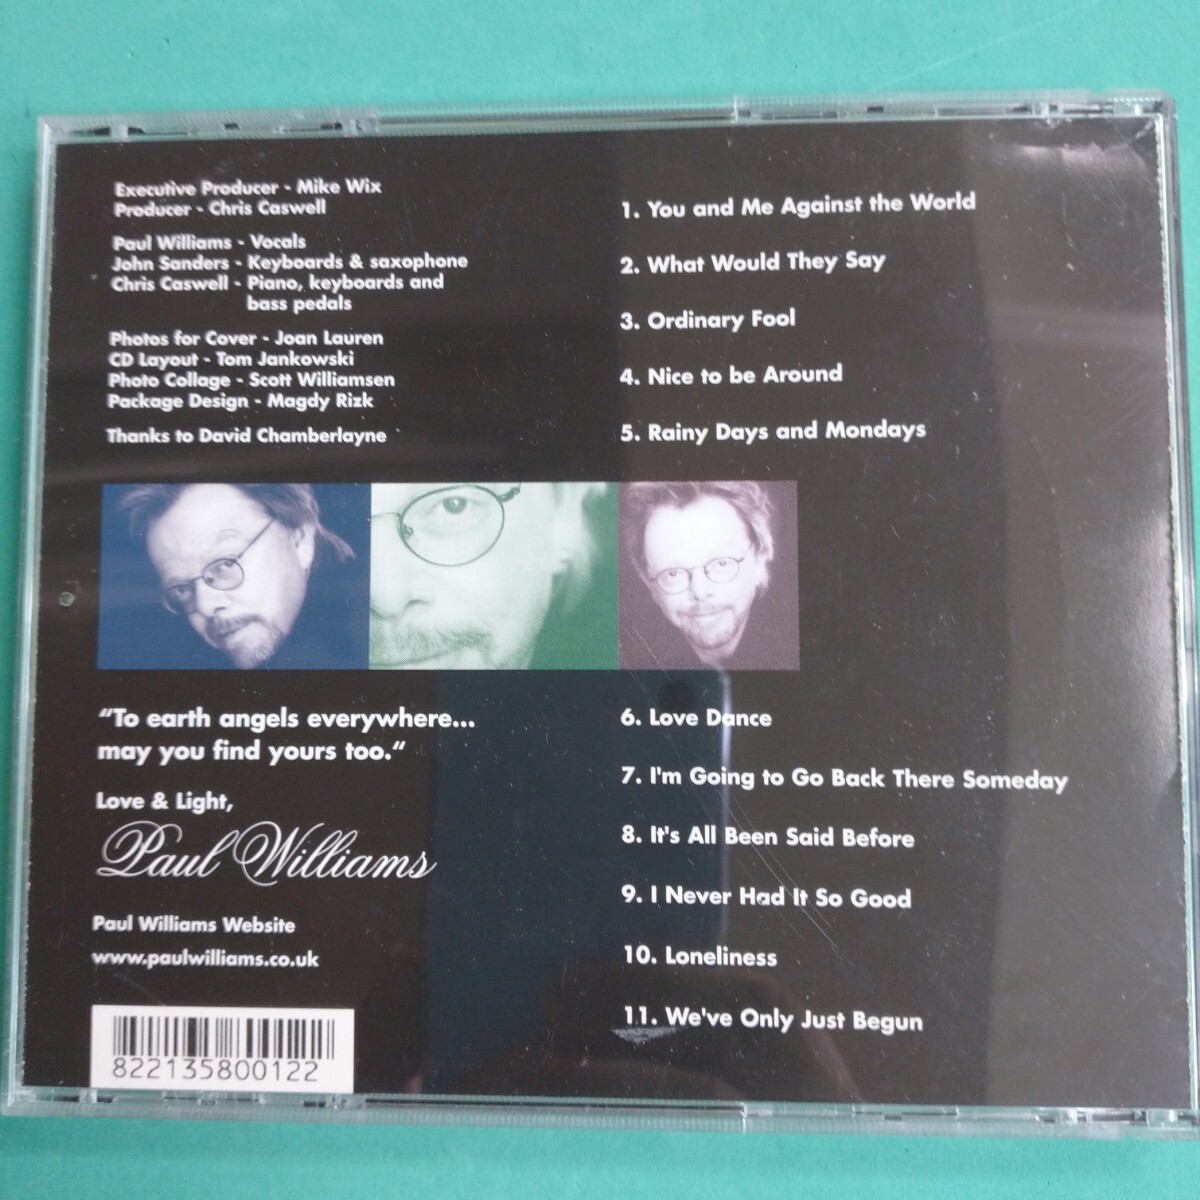 Executive Producer - Mike Wix
Producer - Chris Caswell
Paul Williams - Vocals
John Sanders - Keyboards & saxophone
Chris Caswell - Piano, keyboards and
bass pedals
Photos for Cover - Joan Lauren
CD Layout - Tom Jankowski
Photo Collage - Scott Williamsen
Package Design - Magdy Rizk
Thanks to David Chamberlayne
1. You and Me Against the World
2. What Would They Say
3. Ordinary Fool
4. Nice to be Around
5. Rainy Days and Mondays
“To earth angels everywhere...
may you find yours too.“
Love & Light,
Paul Williams
Paul Williams Website
www.paulwilliams.co.uk
822135800122
6. Love Dance
7. I'm Going to Go Back There Someday
8. It's All Been Said Before
9. I Never Had It So Good
10. Loneliness
11. We've Only Just Begun